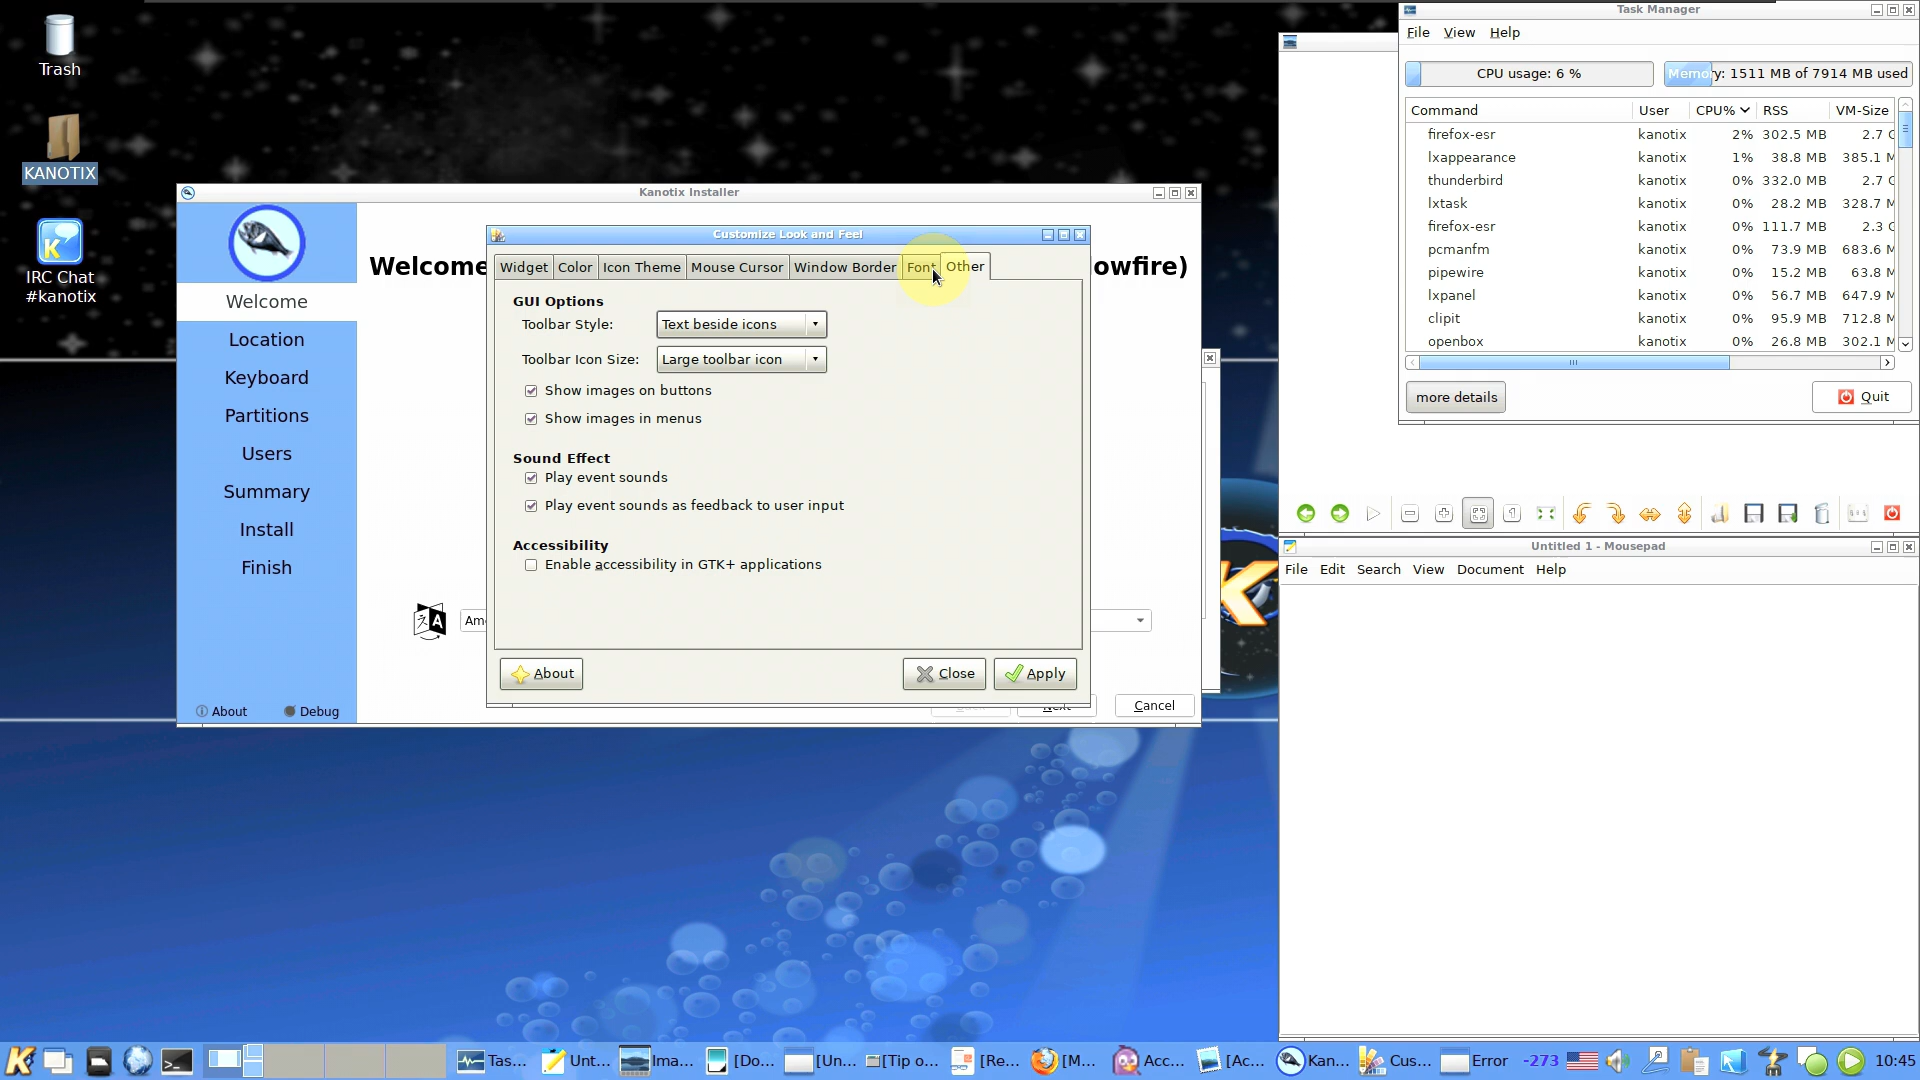 Trash
KANOTIX
IRC Chat
#kanotix
Kanotix Installer
Welcome
owfire)
Welcome
Location
Keyboard
Partitions
Users
Summary
Install
Finish
About
Debug
Cancel
Customize Look and Feel
Widget
Color
Icon Theme
Mouse Cursor
Window Border
Font
Other
GUI Options
Toolbar Style:
Text beside icons
Toolbar Icon Size:
Large toolbar icon
Show images on buttons
Show images in menus
Sound Effect
Play event sounds
Play event sounds as feedback to user input
Accessibility
Enable accessibility in GTK+ applications
About
Close
Apply
Task Manager
File View Help
CPU usage: 6 %
Memory: 1511 MB of 7914 MB used
Command User CPU% RSS VM-Size
firefox-esr kanotix 2% 302.5 MB 2.7 G
lxappearance kanotix 1% 38.8 MB 385.1 M
thunderbird kanotix 0% 332.0 MB 2.7 G
lxtask kanotix 0% 28.2 MB 328.7 M
firefox-esr kanotix 0% 111.7 MB 2.3 G
pcmanfm kanotix 0% 73.9 MB 683.6 M
pipewire kanotix 0% 15.2 MB 63.8 M
lxpanel kanotix 0% 56.7 MB 647.9 M
clipit kanotix 0% 95.9 MB 712.8 M
openbox kanotix 0% 26.8 MB 302.1 M
more details
Quit
Untitled 1 - Mousepad
File Edit Search View Document Help
Tas...
Unt...
Ima...
[Do...
[Un...
[Tip o...
[Re...
[M...
Acc...
[Ac...
Kan...
Cus...
Error
-273
10:45